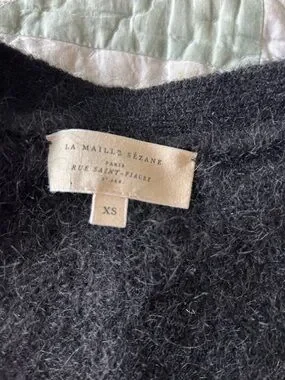 LA MAILLE SÉZANE
PARIS
RUE SAINT-FIACRE
XS